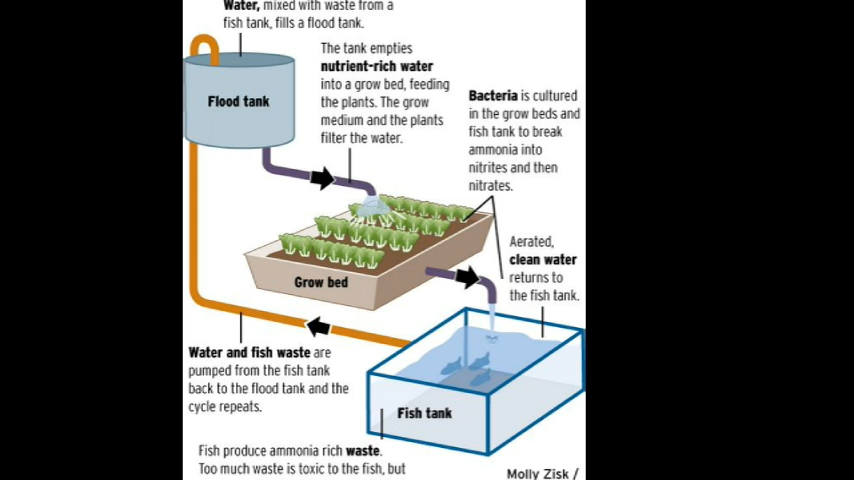 Water, mixed with waste from a
fish tank, fills a flood tank.
The tank empties
nutrient-rich water
into a grow bed, feeding
the plants. The grow
medium and the plants
filter the water.
Flood tank
Bacteria is cultured
in the grow beds and
fish tank to break
ammonia into
nitrites and then
nitrates.
Aerated,
clean water
returns to
the fish tank.
Grow bed
Water and fish waste are
pumped from the fish tank
back to the flood tank and the
cycle repeats.
Fish tank
Fish produce ammonia rich waste.
Too much waste is toxic to the fish, but
Molly Zisk /